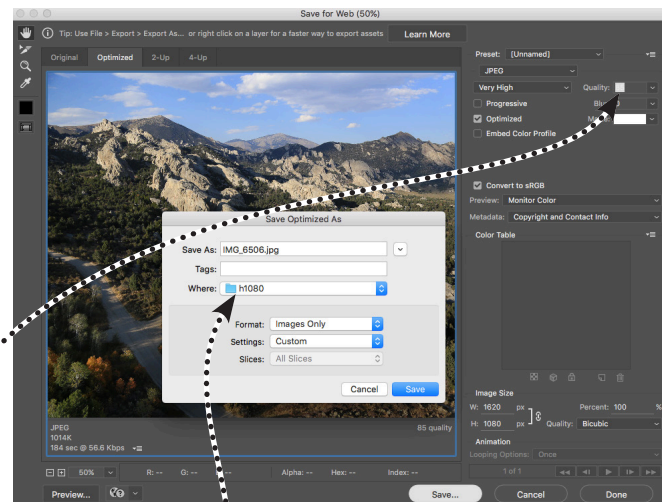 Save for Web (50%)
Tip: Use File > Export > Export As... or right click on a layer for a faster way to export assets
Learn More
Original Optimized 2-Up 4-Up
Preset: [Unnamed]
JPEG
Very High Quality:
Progressive
Optimized
Embed Color Profile
Convert to sRGB
Preview: Monitor Color
Metadata: Copyright and Contact Info
Color Table
Save Optimized As
Save As: IMG_6506.jpg
Tags:
Where: h1080
Format: Images Only
Settings: Custom
Slices: All Slices
Cancel Save
Image Size
W: 1620 px Percent: 100 %
H: 1080 px Quality: Bicubic
Animation
Looping Options: Once
1 of 1
JPEG 85 quality
1014K
184 sec @ 56.6 Kbps
50% R: -- G: -- Alpha: -- Hex: -- Index: --
Preview... Save... Cancel Done